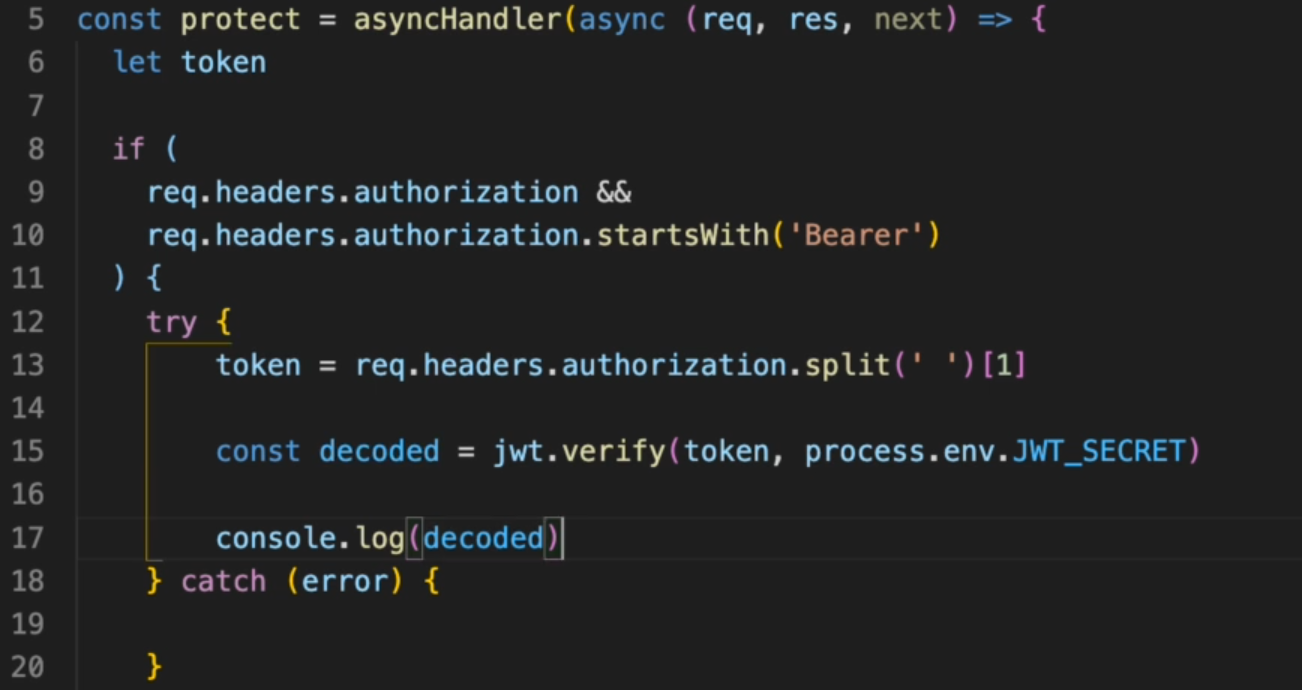 5 const protect = asyncHandler(async (req, res, next) => {
6 let token
7
8 if (
9 req.headers.authorization &&
10 req.headers.authorization.startsWith('Bearer')
11 ) {
12 try {
13 token = req.headers.authorization.split(' ')[1]
14
15 const decoded = jwt.verify(token, process.env.JWT_SECRET)
16
17 console.log(decoded)
18 } catch (error) {
19
20 }